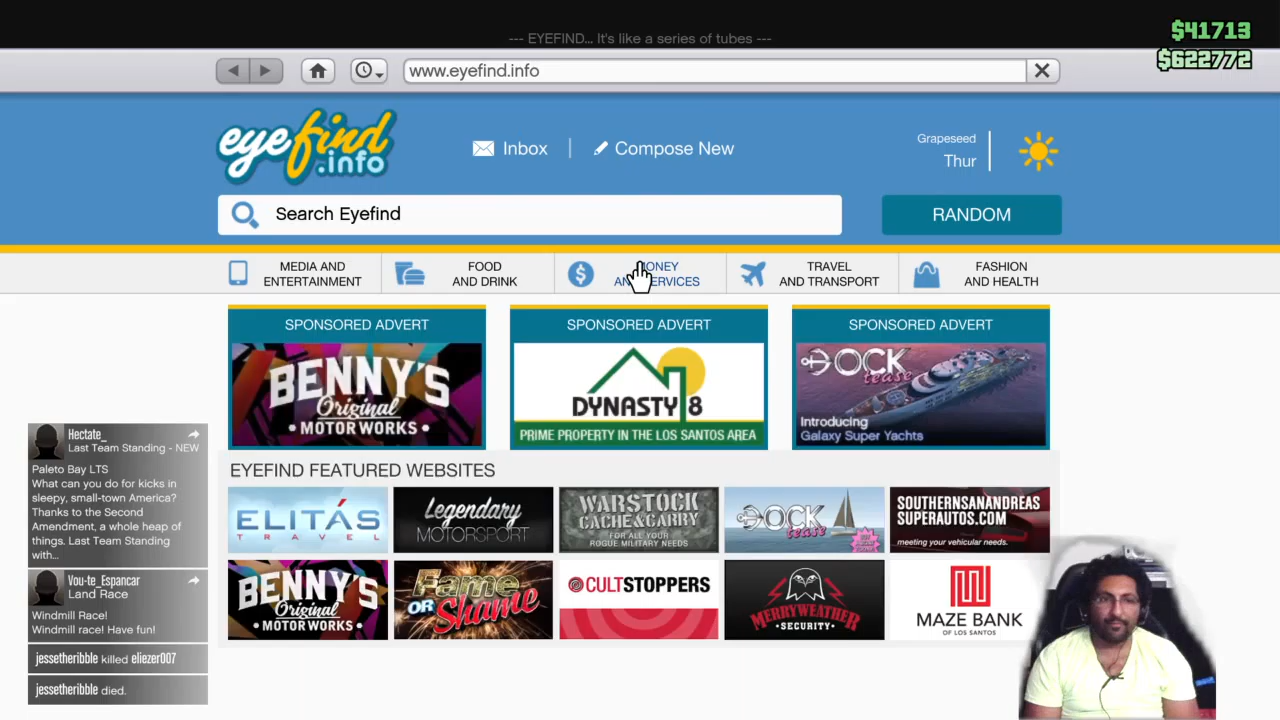 --- EYEFIND... It's like a series of tubes ---
$41713
$622772
www.eyefind.info
eyefind
.info
Inbox
Compose New
Grapeseed
Thur
Search Eyefind
RANDOM
MEDIA AND
ENTERTAINMENT
FOOD
AND DRINK
MONEY
AND SERVICES
TRAVEL
AND TRANSPORT
FASHION
AND HEALTH
SPONSORED ADVERT
BENNY'S
Original
MOTOR WORKS
SPONSORED ADVERT
DYNASTY 8
PRIME PROPERTY IN THE LOS SANTOS AREA
SPONSORED ADVERT
DOCK
tease
Introducing
Galaxy Super Yachts
EYEFIND FEATURED WEBSITES
ELITÁS
TRAVEL
Legendary
MOTORSPORT
WARSTOCK
CACHE & CARRY
FOR ALL YOUR
ROGUE MILITARY NEEDS
DOCK
tease
SOUTHERNSANANDREAS
SUPERAUTOS.COM
meeting your vehicular needs.
BENNY'S
Original
MOTOR WORKS
FAME
OR Shame
CULTSTOPPERS
MERRYWEATHER
SECURITY
MAZE BANK
OF LOS SANTOS
Hectate_
Last Team Standing - NEW
Paleto Bay LTS
What can you do for kicks in
sleepy, small-town America?
Thanks to the Second
Amendment, a whole heap of
things. Last Team Standing
with...
Vou-te_Espancar
Land Race
Windmill Race!
Windmill race! Have fun!
jessetheribble killed eliezer007
jessetheribble died.